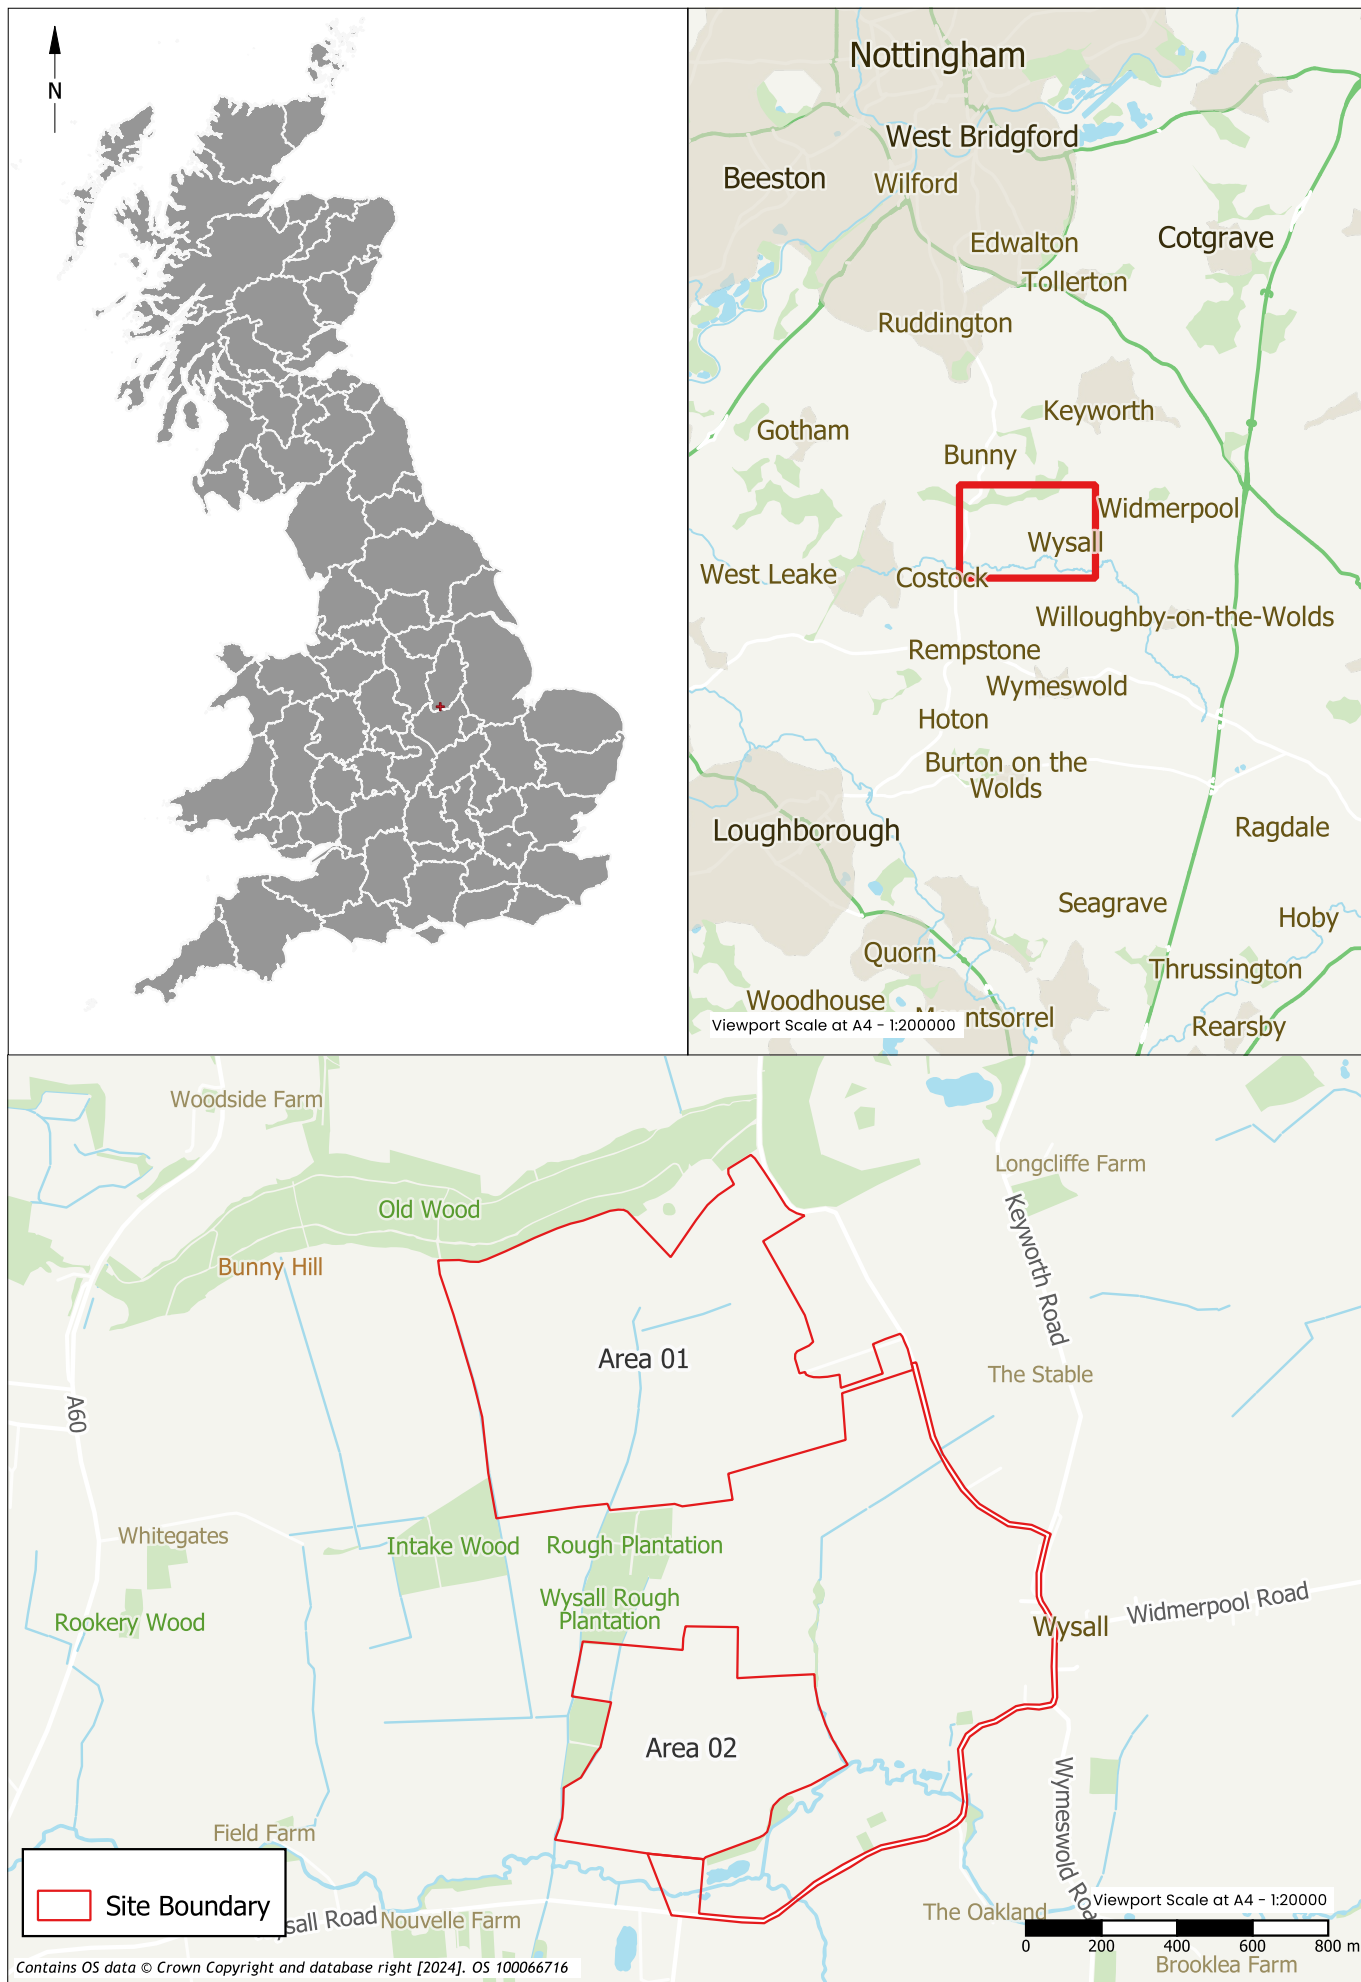 N
Nottingham
West Bridgford
Beeston
Wilford
Edwalton
Cotgrave
Tollerton
Ruddington
Keyworth
Gotham
Bunny
Widmerpool
Wysall
West Leake
Costock
Willoughby-on-the-Wolds
Rempstone
Wymeswold
Hoton
Burton on the
Wolds
Loughborough
Ragdale
Seagrave
Hoby
Quorn
Thrussington
Woodhouse
ntsorrel
Rearsby
Viewport Scale at A4 - 1:200000
Woodside Farm
Longcliffe Farm
Old Wood
Keyworth Road
Bunny Hill
Area 01
The Stable
A60
Whitegates
Intake Wood
Rough Plantation
Wysall Rough
Plantation
Rookery Wood
Widmerpool Road
Wysall
Area 02
Wymeswold Roa
Field Farm
Site Boundary
sall Road
Nouvelle Farm
The Oakland
Viewport Scale at A4 - 1:20000
0 200 400 600 800 m
Brooklea Farm
Contains OS data © Crown Copyright and database right [2024]. OS 100066716